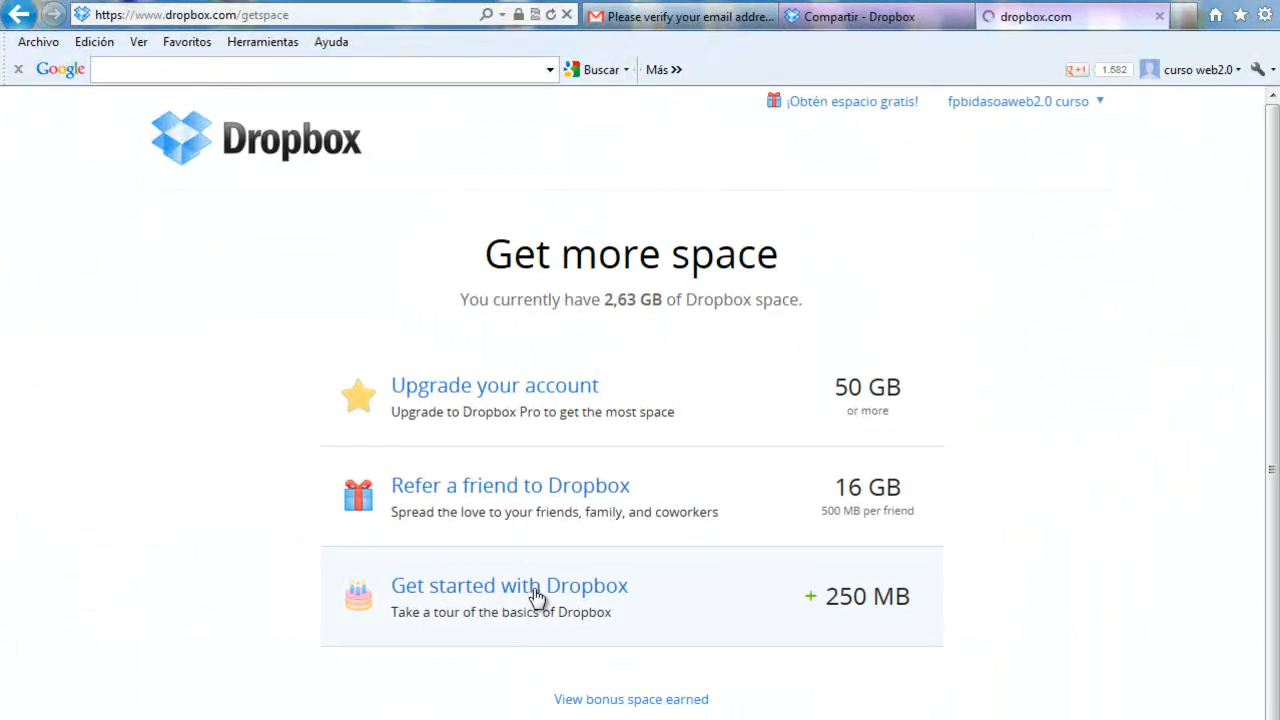 https://www.dropbox.com/getspace
Please verify your email addre...
Compartir - Dropbox
dropbox.com
Archivo Edición Ver Favoritos Herramientas Ayuda
Google Buscar Más >> +1 1.582 curso web2.0
¡Obtén espacio gratis! fpbidasoaweb2.0 curso
Dropbox
Get more space
You currently have 2,63 GB of Dropbox space.
Upgrade your account 50 GB
Upgrade to Dropbox Pro to get the most space or more
Refer a friend to Dropbox 16 GB
Spread the love to your friends, family, and coworkers 500 MB per friend
Get started with Dropbox + 250 MB
Take a tour of the basics of Dropbox
View bonus space earned